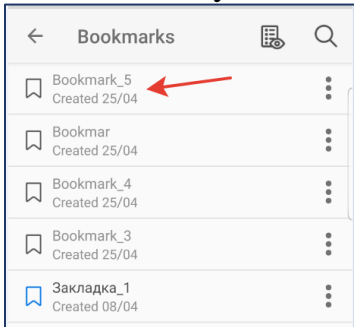 Bookmarks
Bookmark_5
Created 25/04
Bookmar
Created 25/04
Bookmark_4
Created 25/04
Bookmark_3
Created 25/04
Закладка_1
Created 08/04